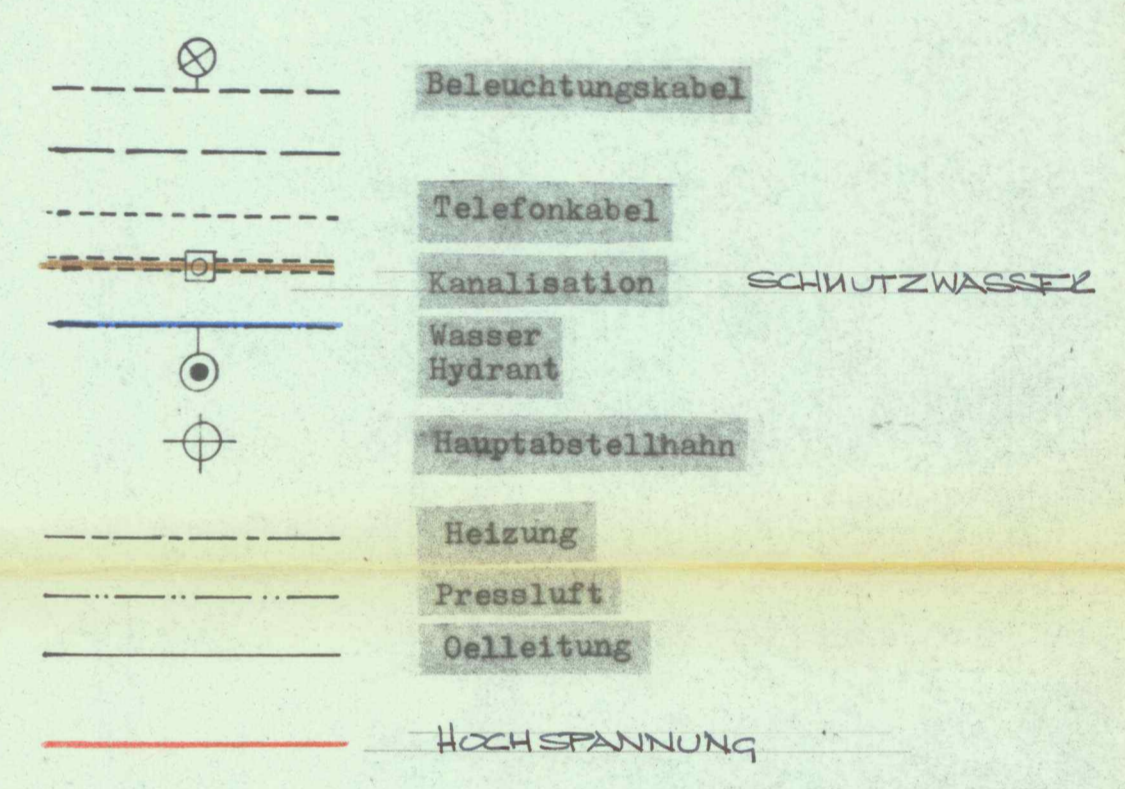 Beleuchtungskabel
Telefonkabel
Kanalisation SCHMUTZWASSER
Wasser
Hydrant
Hauptabstellhahn
Heizung
Pressluft
Oelleitung
HOCHSPANNUNG